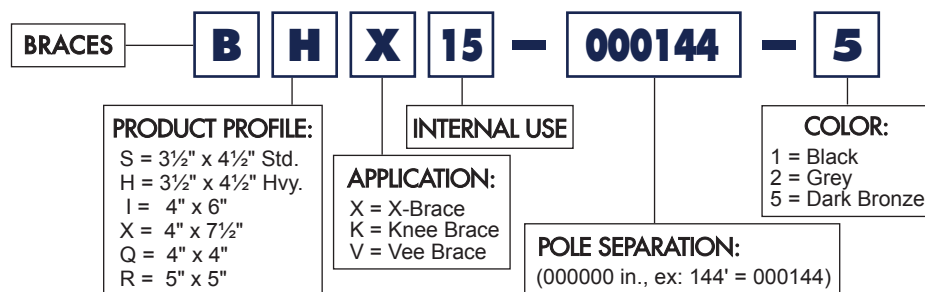 BRACES B H X 15 – 000144 – 5
PRODUCT PROFILE:
S = 3½" x 4½" Std.
H = 3½" x 4½" Hvy.
I = 4" x 6"
X = 4" x 7½"
Q = 4" x 4"
R = 5" x 5"
APPLICATION:
X = X-Brace
K = Knee Brace
V = Vee Brace
INTERNAL USE
POLE SEPARATION:
(000000 in., ex: 144' = 000144)
COLOR:
1 = Black
2 = Grey
5 = Dark Bronze